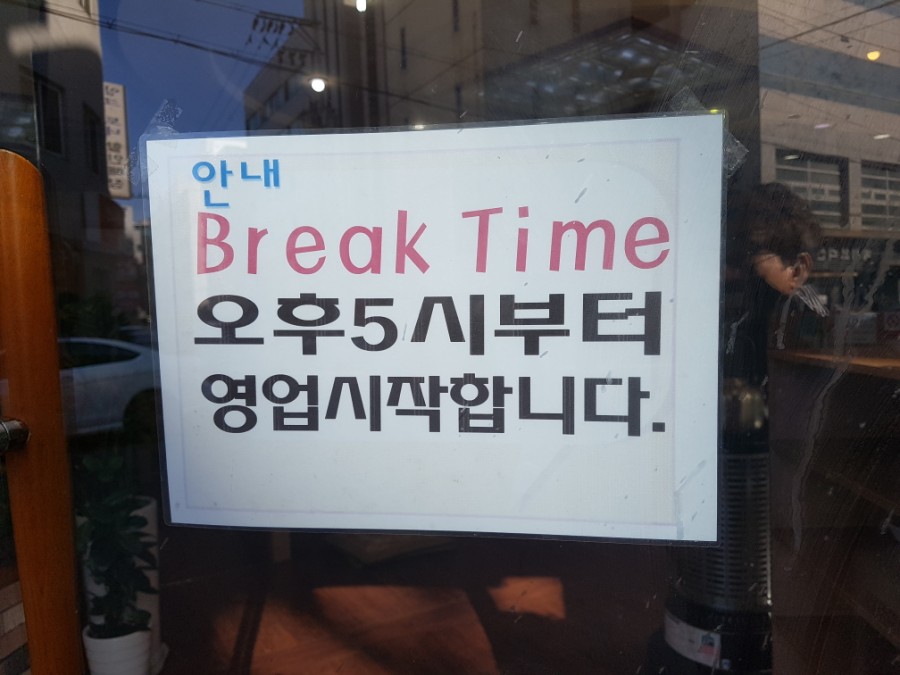 안내
Break Time
오후5시부터
영업시작합니다.